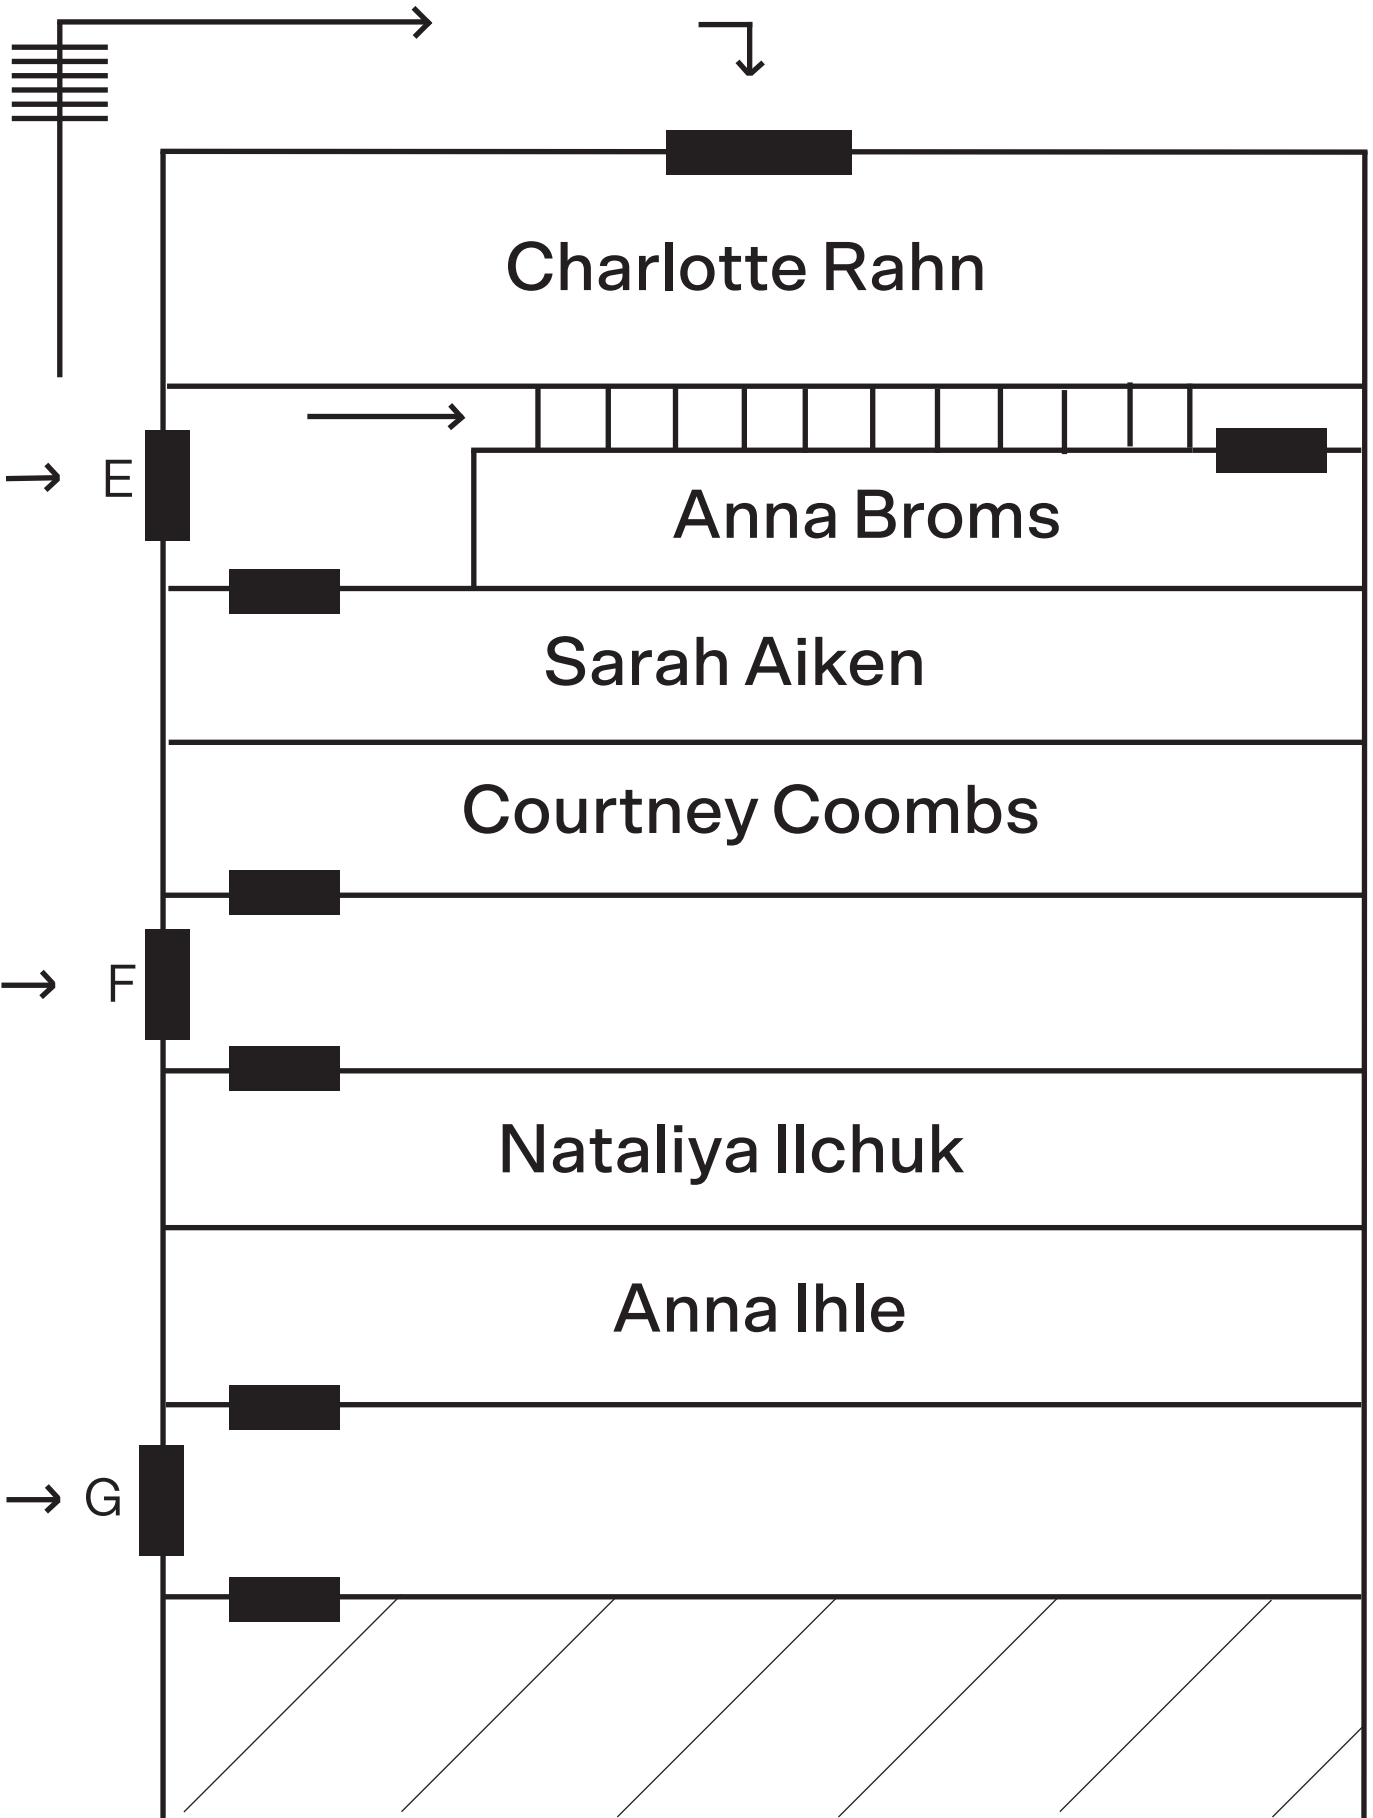 Charlotte Rahn
E
Anna Broms
Sarah Aiken
Courtney Coombs
F
Nataliya Ilchuk
Anna Ihle
G